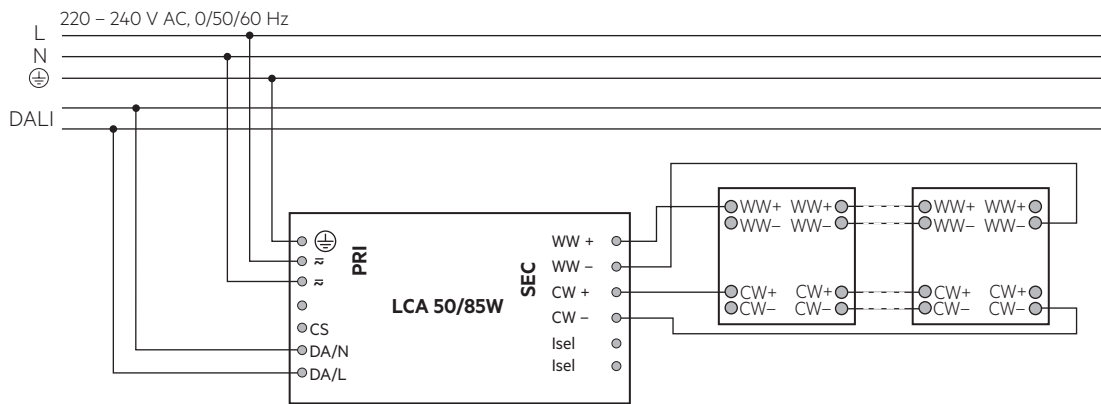 220 – 240 V AC, 0/50/60 Hz
L
N
DALI
PRI
CS
DA/N
DA/L
LCA 50/85W
SEC
WW +
WW –
CW +
CW –
Isel
Isel
WW+ WW+
WW– WW–
CW+ CW+
CW– CW–
WW+ WW+
WW– WW–
CW+ CW+
CW– CW–